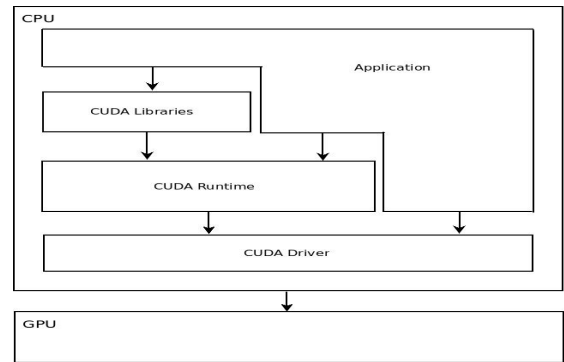 CPU
Application
CUDA Libraries
CUDA Runtime
CUDA Driver
GPU